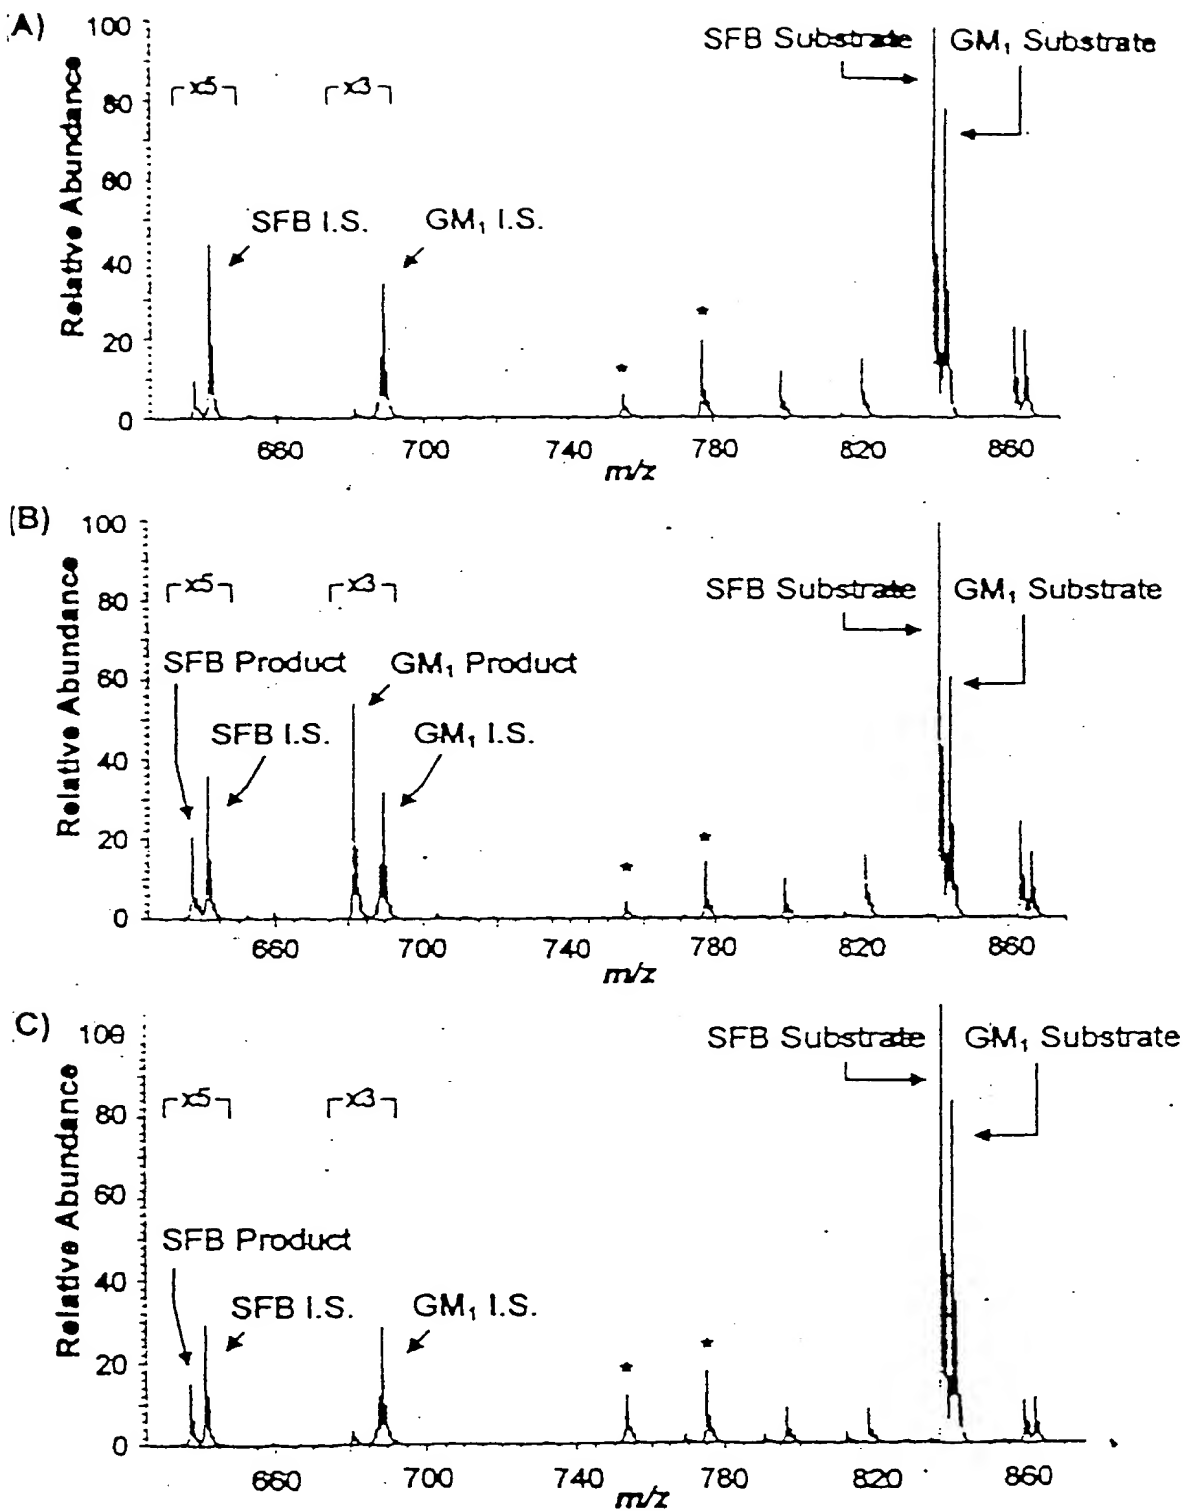 (A)
SFB Substrate GM₁ Substrate
x5 x3
SFB I.S. GM₁ I.S.
* *
Relative Abundance
100
80
60
40
20
0
660 700 740 780 820 860
m/z
(B)
SFB Substrate GM₁ Substrate
x5 x3
SFB Product GM₁ Product
SFB I.S. GM₁ I.S.
* *
Relative Abundance
100
80
60
40
20
0
660 700 740 780 820 860
m/z
C)
SFB Substrate GM₁ Substrate
x5 x3
SFB Product
SFB I.S. GM₁ I.S.
* *
Relative Abundance
100
80
60
40
20
0
660 700 740 780 820 860
m/z